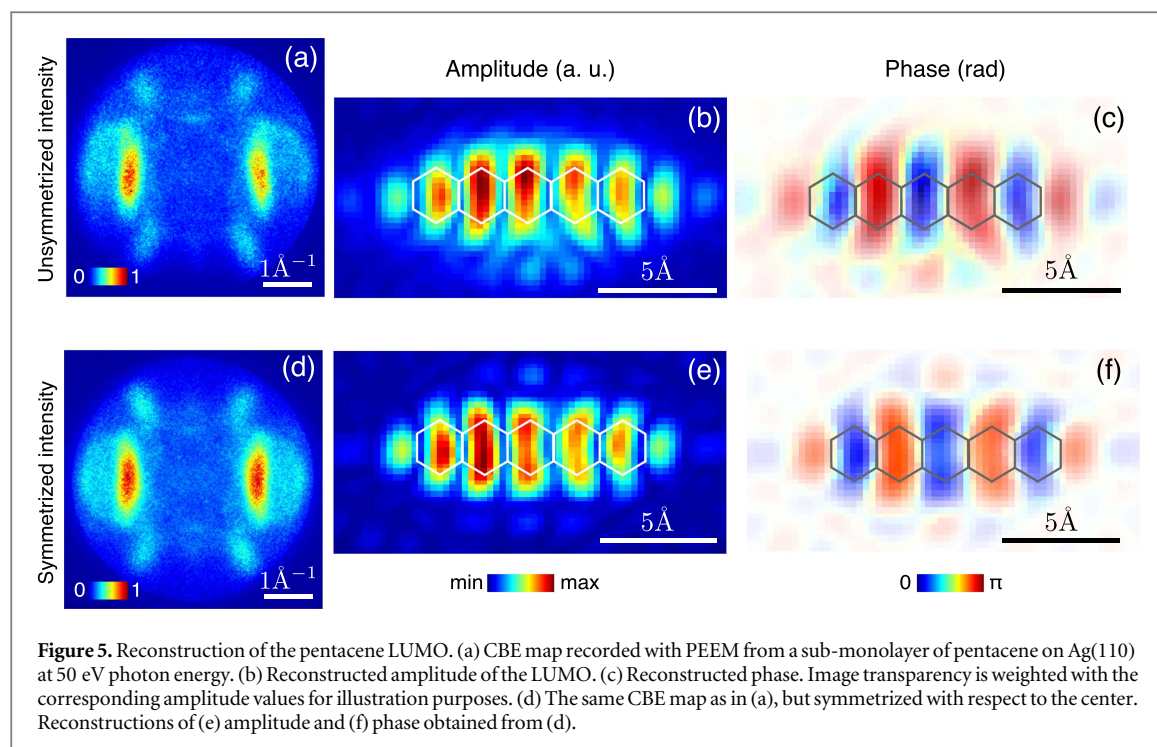 Amplitude (a. u.)
Phase (rad)
Unsymmetrized intensity
(a)
0 1
1Å⁻¹
(b)
5Å
(c)
5Å
Symmetrized intensity
(d)
0 1
1Å⁻¹
(e)
5Å
(f)
5Å
min max
0 π
Figure 5. Reconstruction of the pentacene LUMO. (a) CBE map recorded with PEEM from a sub-monolayer of pentacene on Ag(110)
at 50 eV photon energy. (b) Reconstructed amplitude of the LUMO. (c) Reconstructed phase. Image transparency is weighted with the
corresponding amplitude values for illustration purposes. (d) The same CBE map as in (a), but symmetrized with respect to the center.
Reconstructions of (e) amplitude and (f) phase obtained from (d).